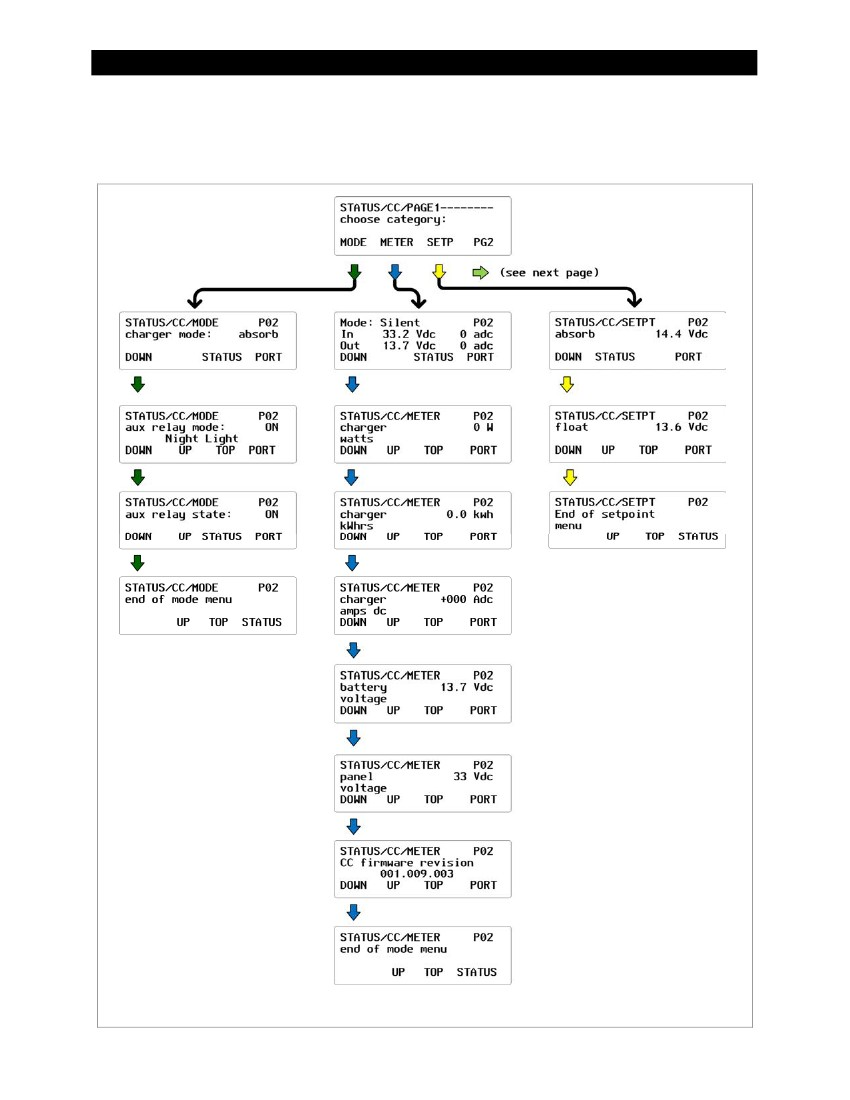 STATUS/CC/PAGE1--------
choose category:
MODE METER SETP PG2
(see next page)
STATUS/CC/MODE P02
charger mode: absorb
DOWN STATUS PORT
STATUS/CC/MODE P02
aux relay mode: ON
Night Light
DOWN UP TOP PORT
STATUS/CC/MODE P02
aux relay state: ON
DOWN UP STATUS PORT
STATUS/CC/MODE P02
end of mode menu
UP TOP STATUS
Mode: Silent P02
In 33.2 Vdc 0 adc
Out 13.7 Vdc 0 adc
DOWN STATUS PORT
STATUS/CC/METER P02
charger 0 W
watts
DOWN UP TOP PORT
STATUS/CC/METER P02
charger 0.0 kwh
kWhrs
DOWN UP TOP PORT
STATUS/CC/METER P02
charger +000 Adc
amps dc
DOWN UP TOP PORT
STATUS/CC/METER P02
battery 13.7 Vdc
voltage
DOWN UP TOP PORT
STATUS/CC/METER P02
panel 33 Vdc
voltage
DOWN UP TOP PORT
STATUS/CC/METER P02
CC firmware revision
001.009.003
DOWN UP TOP PORT
STATUS/CC/METER P02
end of mode menu
UP TOP STATUS
STATUS/CC/SETPT P02
absorb 14.4 Vdc
DOWN STATUS PORT
STATUS/CC/SETPT P02
float 13.6 Vdc
DOWN UP TOP PORT
STATUS/CC/SETPT P02
End of setpoint
menu
UP TOP STATUS